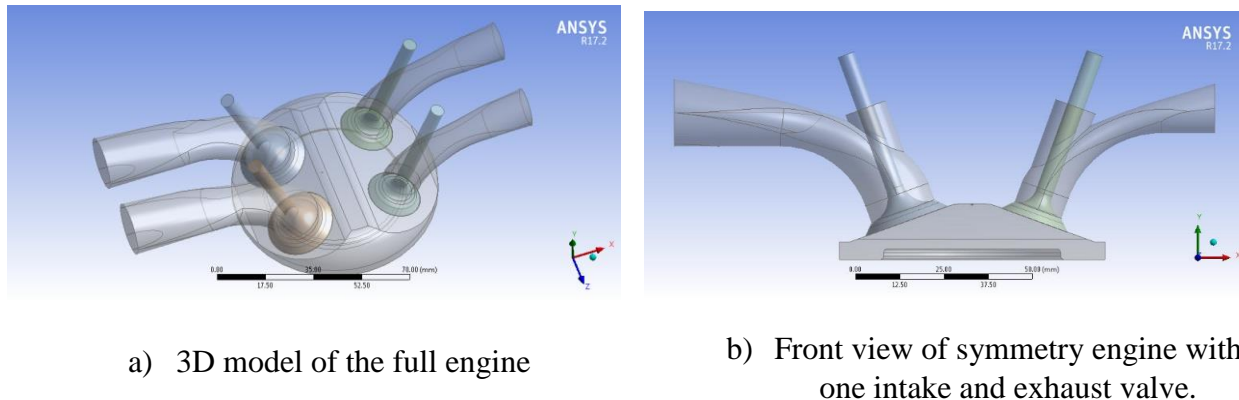 ANSYS
R17.2
Y
X
Z
0.00 35.00 70.00 (mm)
17.50 52.50
a) 3D model of the full engine
ANSYS
R17.2
Y
X
0.00 25.00 50.00 (mm)
12.50 37.50
b) Front view of symmetry engine with
one intake and exhaust valve.